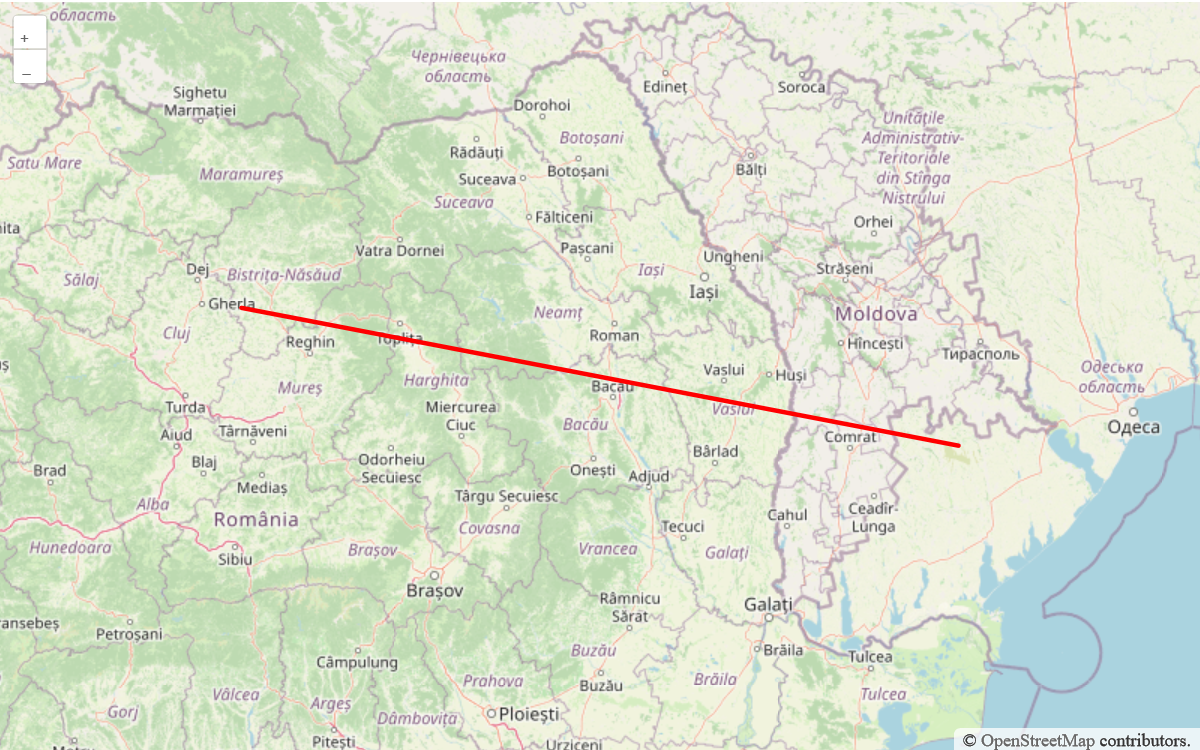 область
+
–
Чернівецька
область
Edineț
Soroca
Sighetu
Marmației
Dorohoi
Unitățile
Administrativ-
Teritoriale
din Stînga
Nistrului
Botoșani
Rădăuți
Satu Mare
Maramureș
Suceava
Botoșani
Bălți
Suceava
Fălticeni
Orhei
Vatra Dornei
Pașcani
Ungheni
Strășeni
Dej
Bistrița-Năsăud
Sălaj
Iași
Iași
Gherla
Neamț
Moldova
Cluj
Reghin
Toplița
Roman
Hîncești
Тирасполь
Одеська
область
Mureș
Harghita
Bacău
Vaslui
Huși
Turda
Miercurea
Ciuc
Vaslui
Одеса
Aiud
Târnăveni
Bacău
Comrat
Brad
Blaj
Mediaș
Odorheiu
Secuiesc
Onești
Adjud
Bârlad
Alba
România
Târgu Secuiesc
Covasna
Cahul
Ceadîr-
Lunga
Hunedoara
Sibiu
Brașov
Vrancea
Tecuci
Galați
Brașov
Râmnicu
Sărat
Galați
ransebeș
Petroșani
Câmpulung
Buzău
Brăila
Tulcea
Vâlcea
Prahova
Buzău
Brăila
Tulcea
Gorj
Argeș
Dâmbovița
Ploiești
Pitești
Urziceni
© OpenStreetMap contributors.